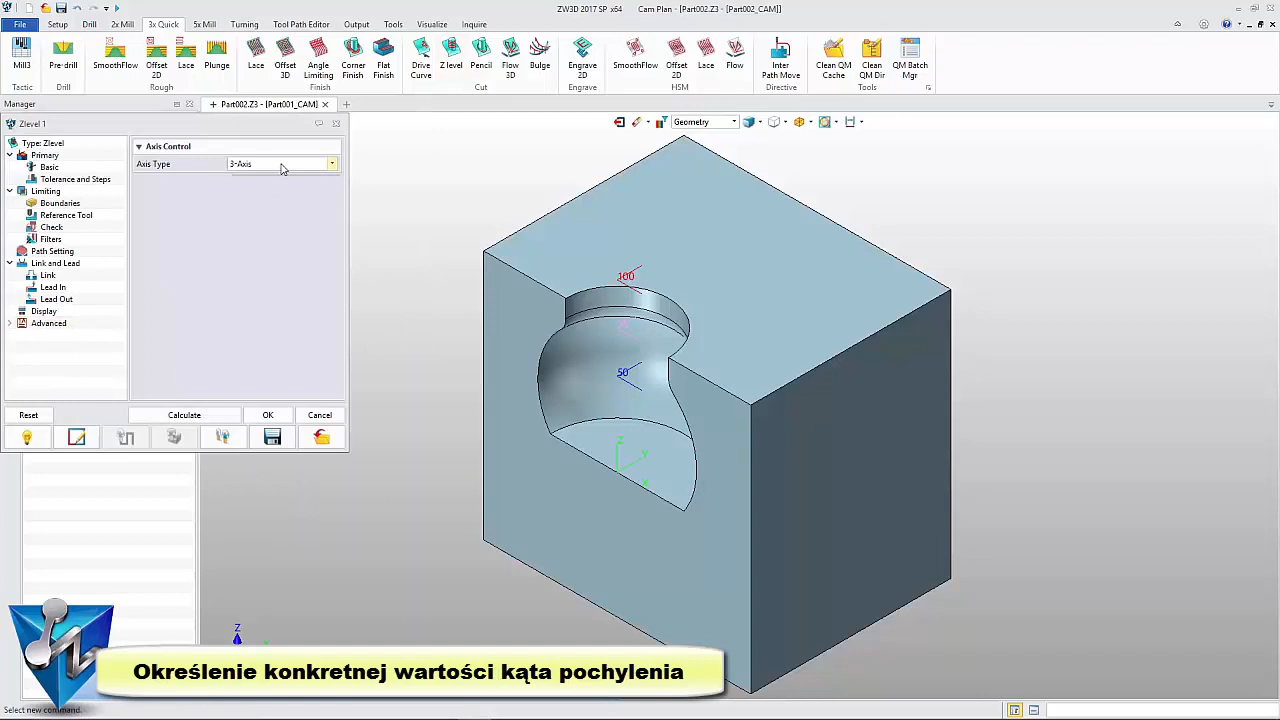 ZW3D 2017 SP x64
Cam Plan - [Part002.Z3 - [Part002_CAM]]
File Setup Drill 2x Mill 3x Quick 5x Mill Turning Tool Path Editor Output Tools Visualize Inquire
Mill3 Pre-drill SmoothFlow Offset 2D Lace Plunge Lace Offset 3D Angle Limiting Corner Finish Flat Finish Drive Curve Z level Pencil Flow 3D Bulge Engrave 2D SmoothFlow Offset 2D Lace Flow Inter Path Move Clean QM Cache Clean QM Dir QM Batch Mgr
Tactic Drill Rough Finish Cut Engrave HSM Directive Tools
Manager
Part002.Z3 - [Part001_CAM]
Zlevel 1
Geometry
Type: Zlevel
Primary
Basic
Tolerance and Steps
Limiting
Boundaries
Reference Tool
Check
Filters
Path Setting
Link and Lead
Link
Lead In
Lead Out
Display
Advanced
Axis Control
Axis Type 3-Axis
Reset Calculate OK Cancel
100
50
Z
Y
X
Z
Określenie konkretnej wartości kąta pochylenia
Select new command.